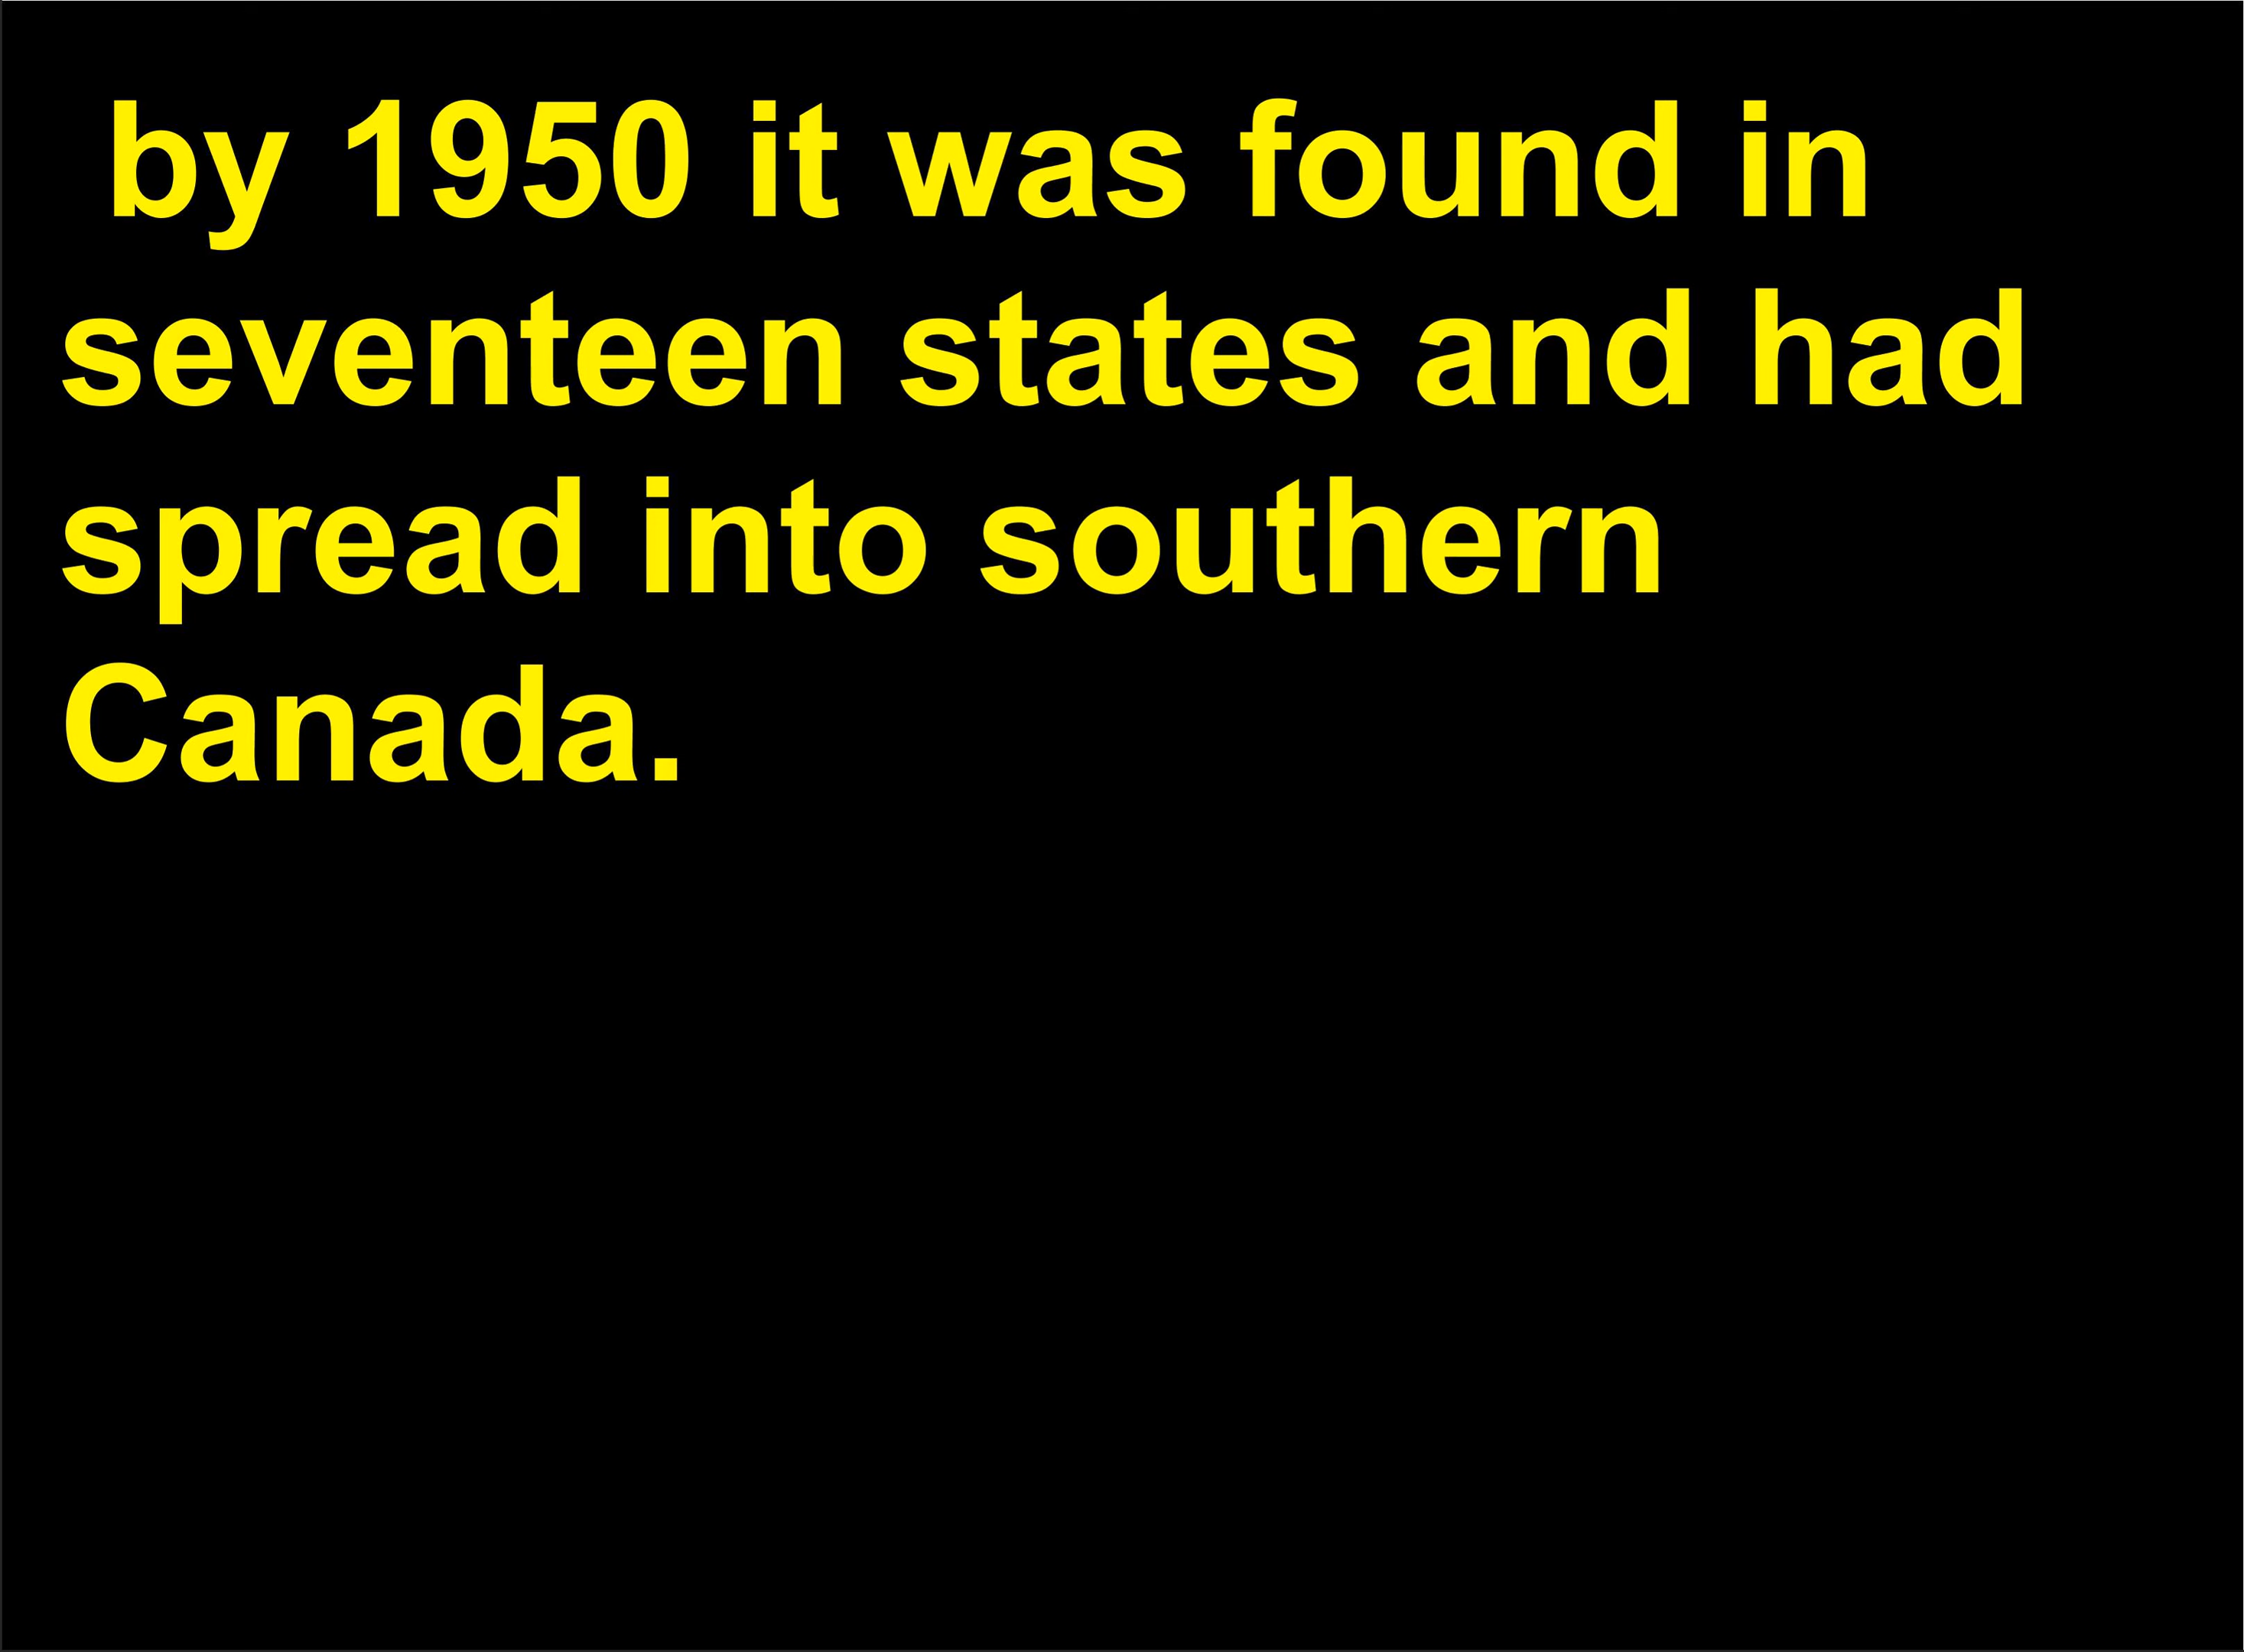 by 1950 it was found in
seventeen states and had
spread into southern
Canada.